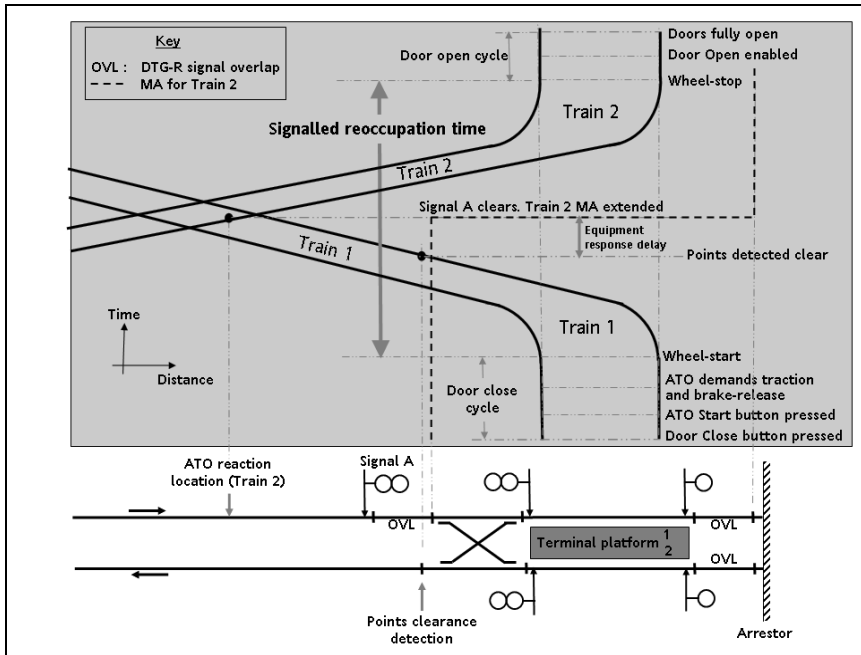 Key
OVL : DTG-R signal overlap
MA for Train 2
Door open cycle
Doors fully open
Door Open enabled
Wheel-stop
Train 2
Signalled reoccupation time
Train 2
Signal A clears. Train 2 MA extended
Equipment
response delay
Points detected clear
Train 1
Train 1
Time
Distance
Wheel-start
Door close
cycle
ATO demands traction
and brake-release
ATO Start button pressed
Door Close button pressed
ATO reaction
location (Train 2)
Signal A
OVL
OVL
Terminal platform 1
2
OVL
Points clearance
detection
Arrestor